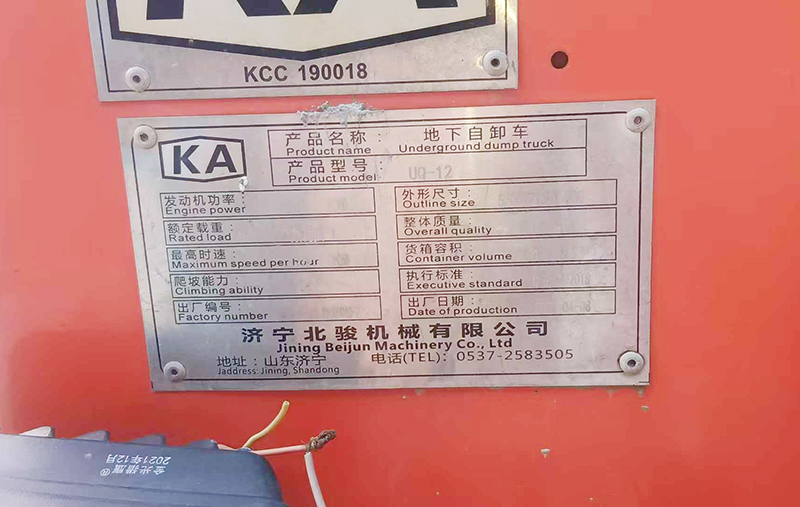 KA
KCC 190018
KA
产品名称：
Product name
地下自卸车
Underground dump truck
产品型号：
Product model
UQ-12
发动机功率：
Engine power
外形尺寸：
Outline size
额定载重：
Rated load
整体质量：
Overall quality
最高时速：
Maximum speed per hour
货箱容积：
Container volume
爬坡能力：
Climbing ability
执行标准：
Executive standard
出厂编号：
Factory number
出厂日期：
Date of production
济宁北骏机械有限公司
Jining Beijun Machinery Co., Ltd
地址：山东济宁
电话(TEL)：0537-2583505
Jaddress: Jining, Shandong
2021年12月